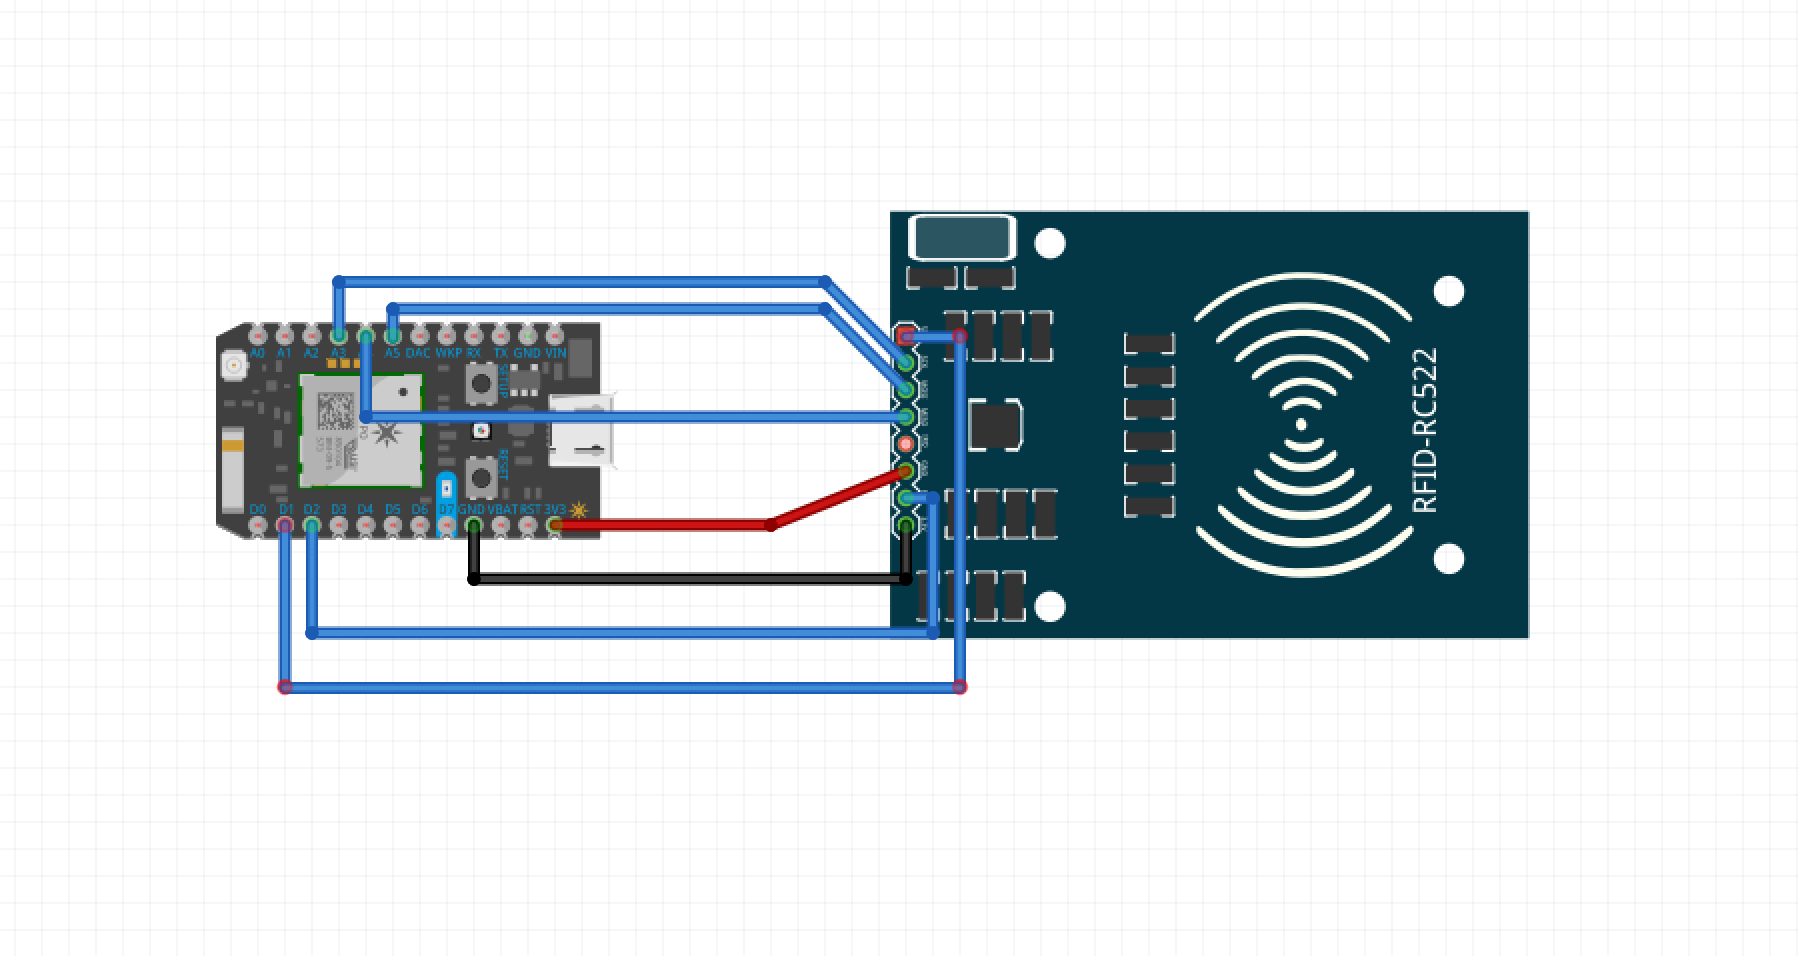 A0 A1 A2 A3 A5 DAC WKP RX TX GND VIN
SETUP
RESET
D0 D1 D2 D3 D4 D5 D6 D7 GND VBAT RST 3V3
RFID-RC522